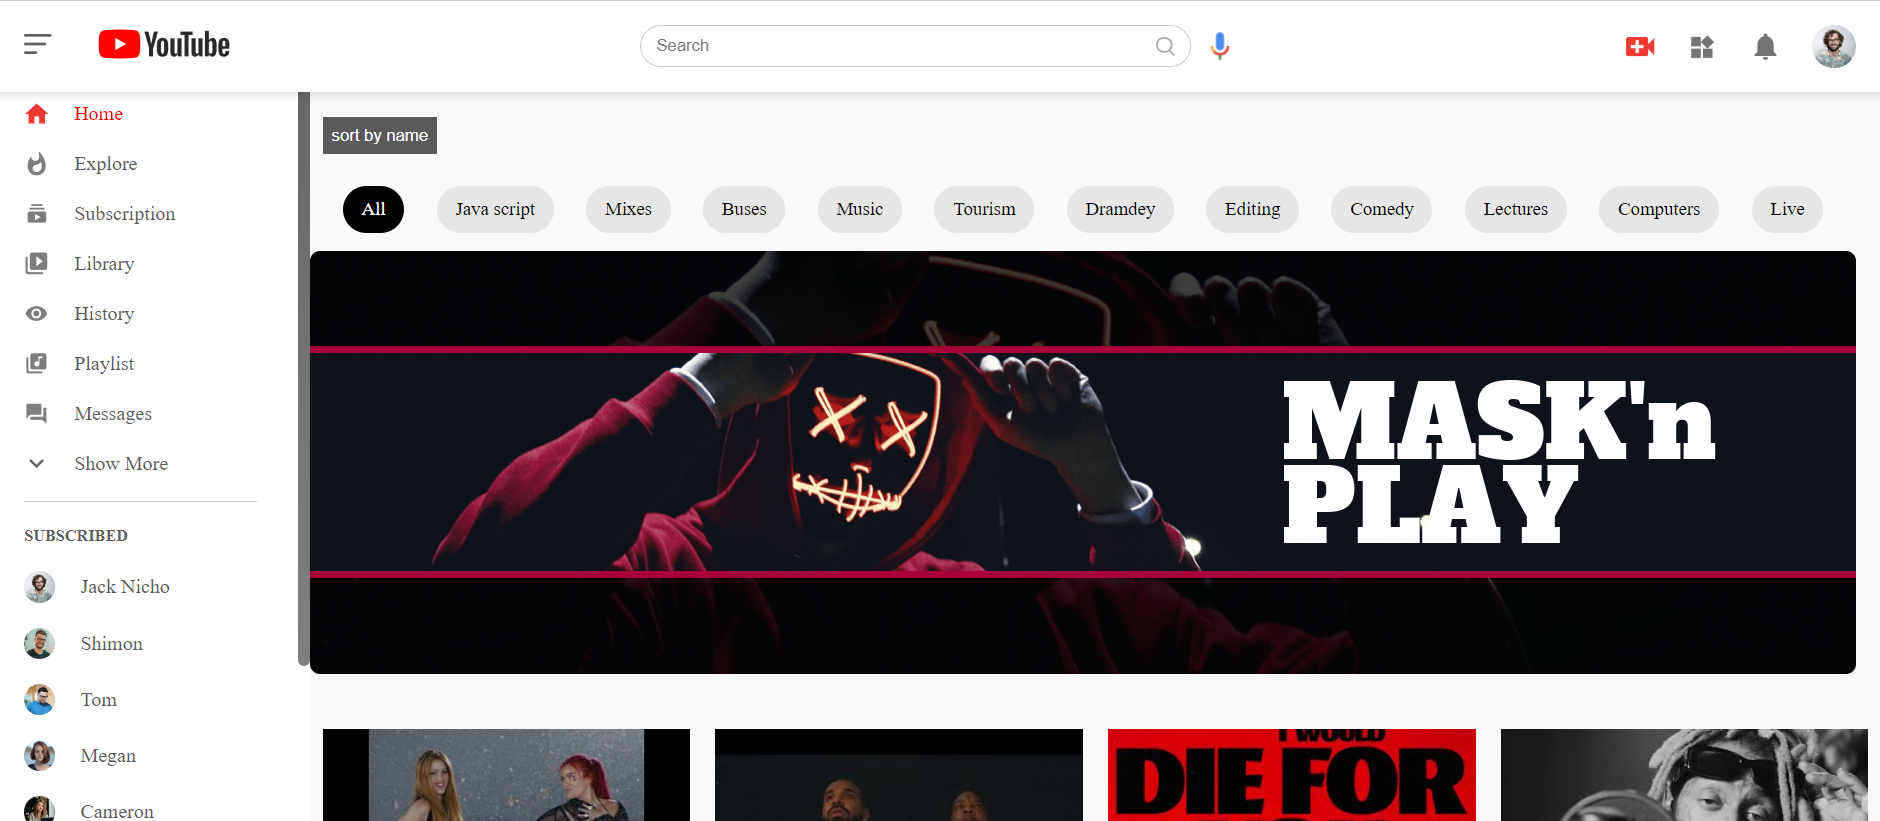 YouTube
Search
Home
Explore
Subscription
Library
History
Playlist
Messages
Show More
SUBSCRIBED
Jack Nicho
Shimon
Tom
Megan
Cameron
sort by name
All
Java script
Mixes
Buses
Music
Tourism
Dramdey
Editing
Comedy
Lectures
Computers
Live
MASK'n
PLAY
I WOULD
DIE FOR